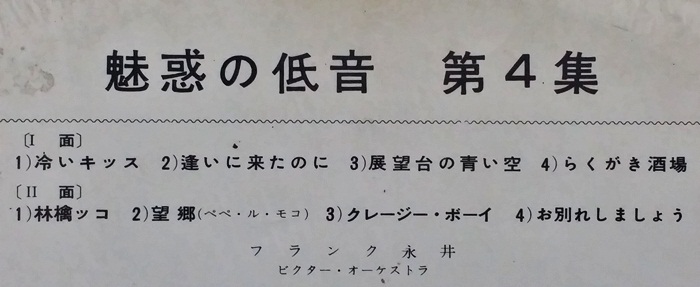 魅惑の低音 第4集
〔I 面〕
1)冷いキッス 2)逢いに来たのに 3)展望台の青い空 4)らくがき酒場
〔II 面〕
1)林檎ッコ 2)望郷(ペペ・ル・モコ) 3)クレージー・ボーイ 4)お別れしましょう
フランク永井
ビクター・オーケストラ